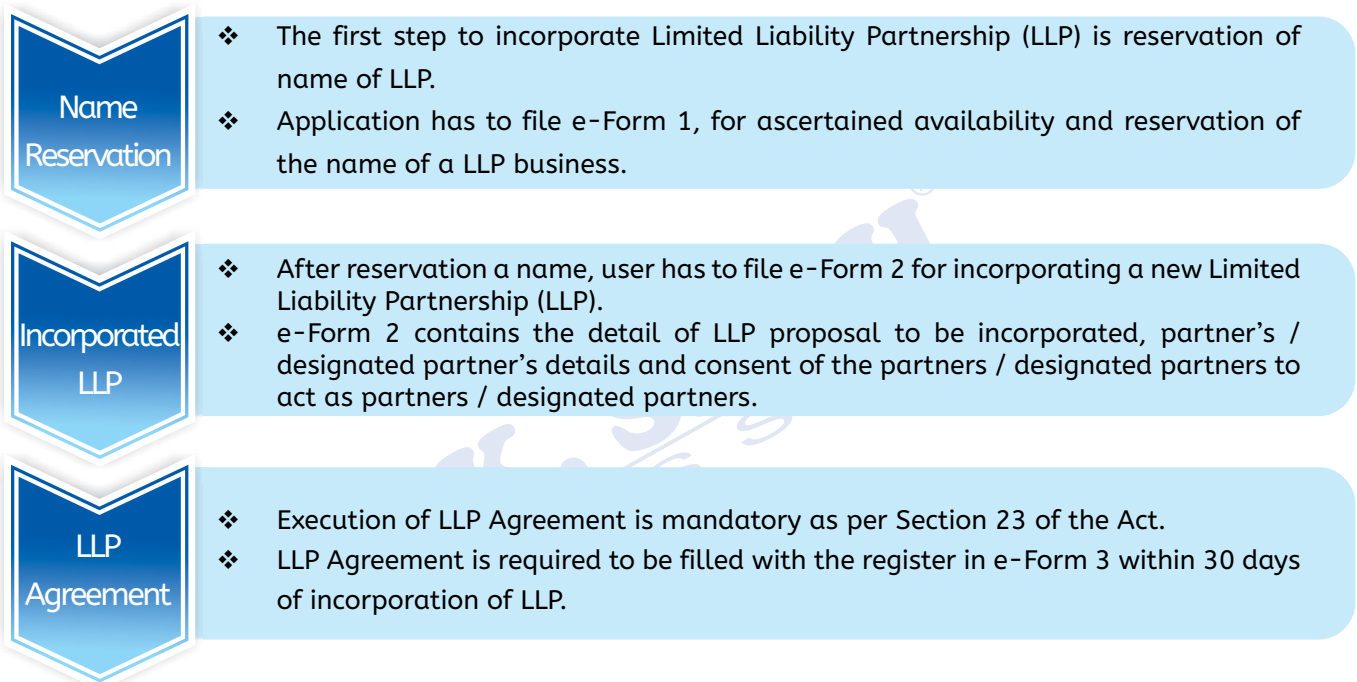 Name
Reservation
❖ The first step to incorporate Limited Liability Partnership (LLP) is reservation of
name of LLP.
❖ Application has to file e-Form 1, for ascertained availability and reservation of
the name of a LLP business.
Incorporated
LLP
❖ After reservation a name, user has to file e-Form 2 for incorporating a new Limited
Liability Partnership (LLP).
❖ e-Form 2 contains the detail of LLP proposal to be incorporated, partner's /
designated partner's details and consent of the partners / designated partners to
act as partners / designated partners.
LLP
Agreement
❖ Execution of LLP Agreement is mandatory as per Section 23 of the Act.
❖ LLP Agreement is required to be filled with the register in e-Form 3 within 30 days
of incorporation of LLP.